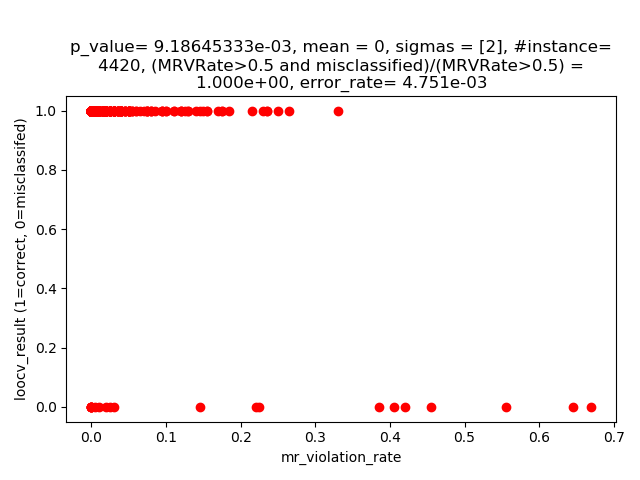 p_value= 9.18645333e-03, mean = 0, sigmas = [2], #instance=
4420, (MRVRate>0.5 and misclassified)/(MRVRate>0.5) =
1.000e+00, error_rate= 4.751e-03
loocv_result (1=correct, 0=misclassifed)
1.0
0.8
0.6
0.4
0.2
0.0
0.0 0.1 0.2 0.3 0.4 0.5 0.6 0.7
mr_violation_rate